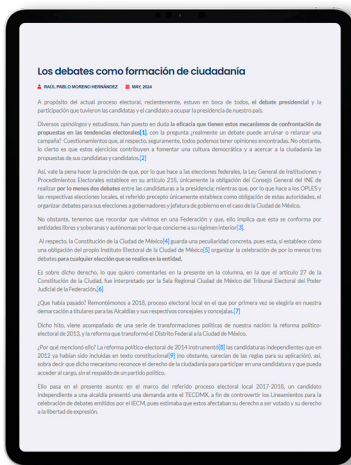 Los debates como formación de ciudadanía
RAÚL PABLO MORENO HERNÁNDEZ MAY, 2024
A propósito del actual proceso electoral, recientemente, estuvo en boca de todos, el debate presidencial y la
participación que tuvieron las candidatas y el candidato a ocupar la presidencia de nuestro país.
Diversos opinólogos y estudiosos, han puesto en duda la eficacia que tienen estos mecanismos de confrontación de
propuestas en las tendencias electorales[1], con la pregunta ¿realmente un debate puede arruinar o relanzar una
campaña? Cuestionamientos que, al respecto, seguramente, todos podemos tener opiniones encontradas. No obstante,
lo cierto es que estos ejercicios contribuyen a fomentar una cultura democrática y a acercar a la ciudadanía las
propuestas de sus candidatas y candidatos.[2]
Así, vale la pena hacer la precisión de que, por lo que hace a las elecciones federales, la Ley General de Instituciones y
Procedimientos Electorales establece en su artículo 218, únicamente la obligación del Consejo General del INE de
realizar por lo menos dos debates entre las candidaturas a la presidencia; mientras que, por lo que hace a los OPLES y
las respectivas elecciones locales, el referido precepto únicamente establece como obligación de estas autoridades, el
organizar debates para sus elecciones a gobernadores y jefatura de gobierno en el caso de la Ciudad de México.
No obstante, tenemos que recordar que vivimos en una Federación y que, ello implica que esta se conforma por
entidades libres y soberanas y autónomas por lo que concierne a su régimen interior[3].
Al respecto, la Constitución de la Ciudad de México[4] guarda una peculiaridad concreta, pues esta, sí establece cómo
una obligación del propio Instituto Electoral de la Ciudad de México[5] organizar la celebración de por lo menos tres
debates para cualquier elección que se realice en la entidad.
Es sobre dicho derecho, lo que quiero comentarles en la presente en la columna, en la que el artículo 27 de la
Constitución de la Ciudad, fue interpretado por la Sala Regional Ciudad de México del Tribunal Electoral del Poder
Judicial de la Federación.[6]
¿Que había pasado? Remontémonos a 2018, proceso electoral local en el que por primera vez se elegiría en nuestra
demarcación a titulares para las Alcaldías y sus respectivos concejales y concejalas.[7]
Dicho hito, viene acompañado de una serie de transformaciones políticas de nuestra nación: la reforma político-
electoral de 2013, y la reforma que transformó el Distrito Federal a la Ciudad de México.
¿Por qué mencionó ello? La reforma político-electoral de 2014 instrumentó[8] las candidaturas independientes que en
2012 ya habían sido incluidas en texto constitucional[9] (no obstante, carecían de las reglas para su aplicación), así,
sobra decir que dicho mecanismo reconoce el derecho de la ciudadanía para participar en una candidatura y que pueda
acceder al cargo, sin el respaldo de un partido político.
Ello pasa en el presente asunto; en el marco del referido proceso electoral local 2017-2018, un candidato
independiente a una alcaldía presentó una demanda ante el TECDMX, a fin de controvertir los Lineamientos para la
celebración de debates emitidos por el IECM, pues estimaba que estos afectaban su derecho a ser votado y su derecho
a la libertad de expresión.